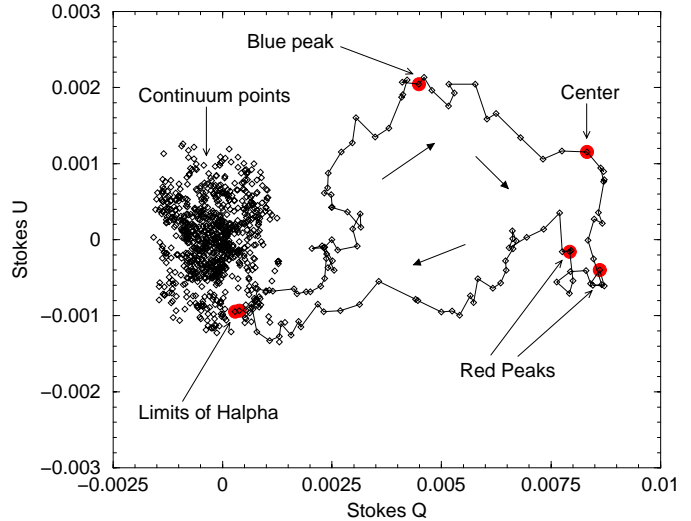 0.003
Blue peak
0.002
Continuum points
Center
0.001
Stokes U
0
−0.001
Red Peaks
Limits of Halpha
−0.002
−0.003
−0.0025
0
0.0025
0.005
0.0075
0.01
Stokes Q